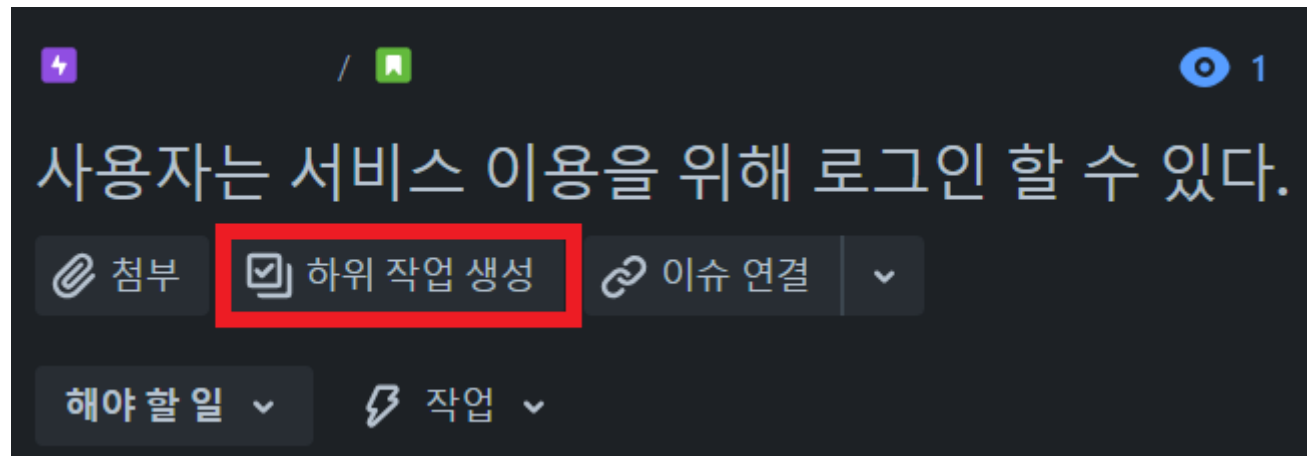 / 1
사용자는 서비스 이용을 위해 로그인 할 수 있다.
첨부 하위 작업 생성 이슈 연결
해야 할 일 작업